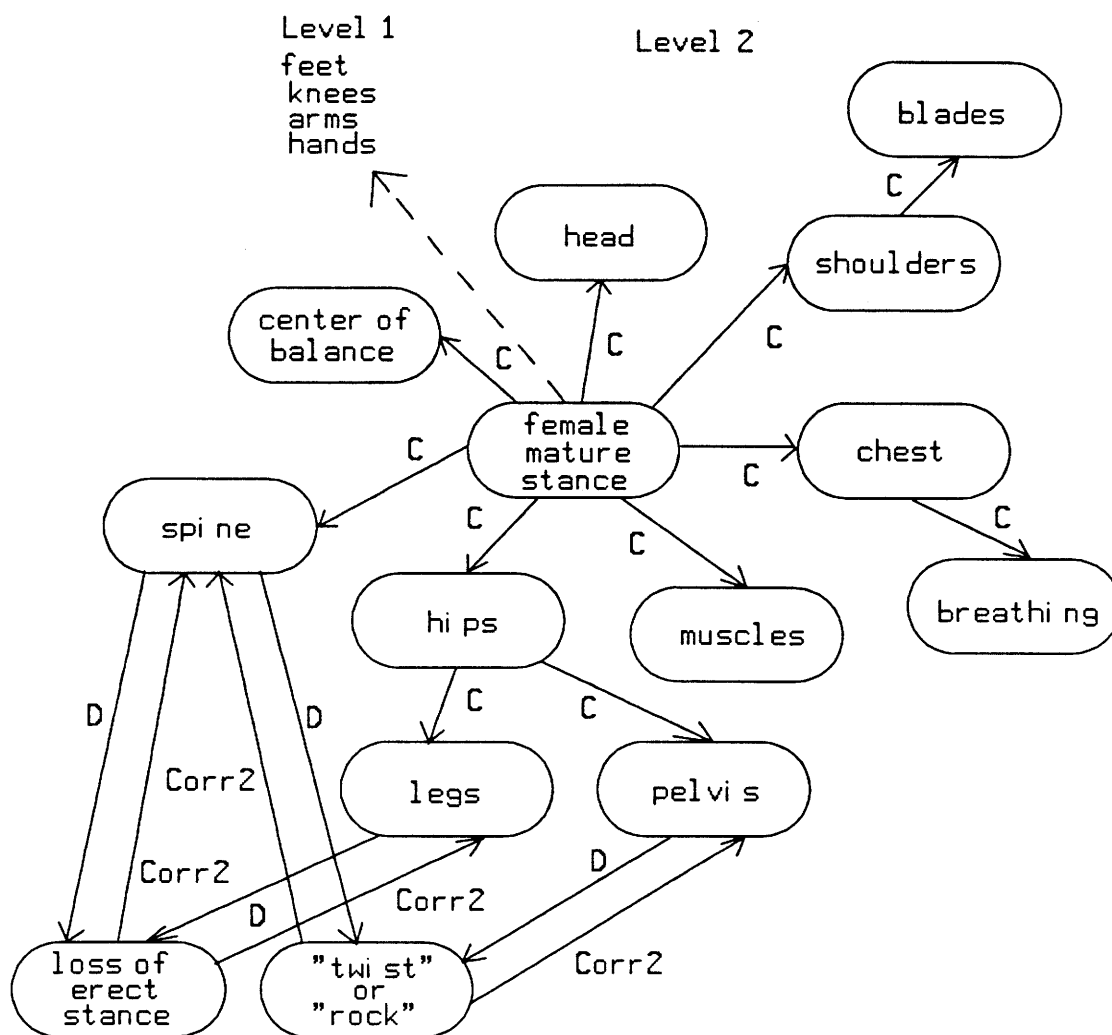 Level 1
feet
knees
arms
hands
Level 2
blades
C
head
shoulders
center of
balance
C
C
C
female
mature
stance
C
C
chest
spine
C
C
C
hips
muscles
breathing
C
C
D
D
Corr2
legs
pelvis
Corr2
D
Corr2
D
Corr2
loss of
erect
stance
"twist"
or
"rock"